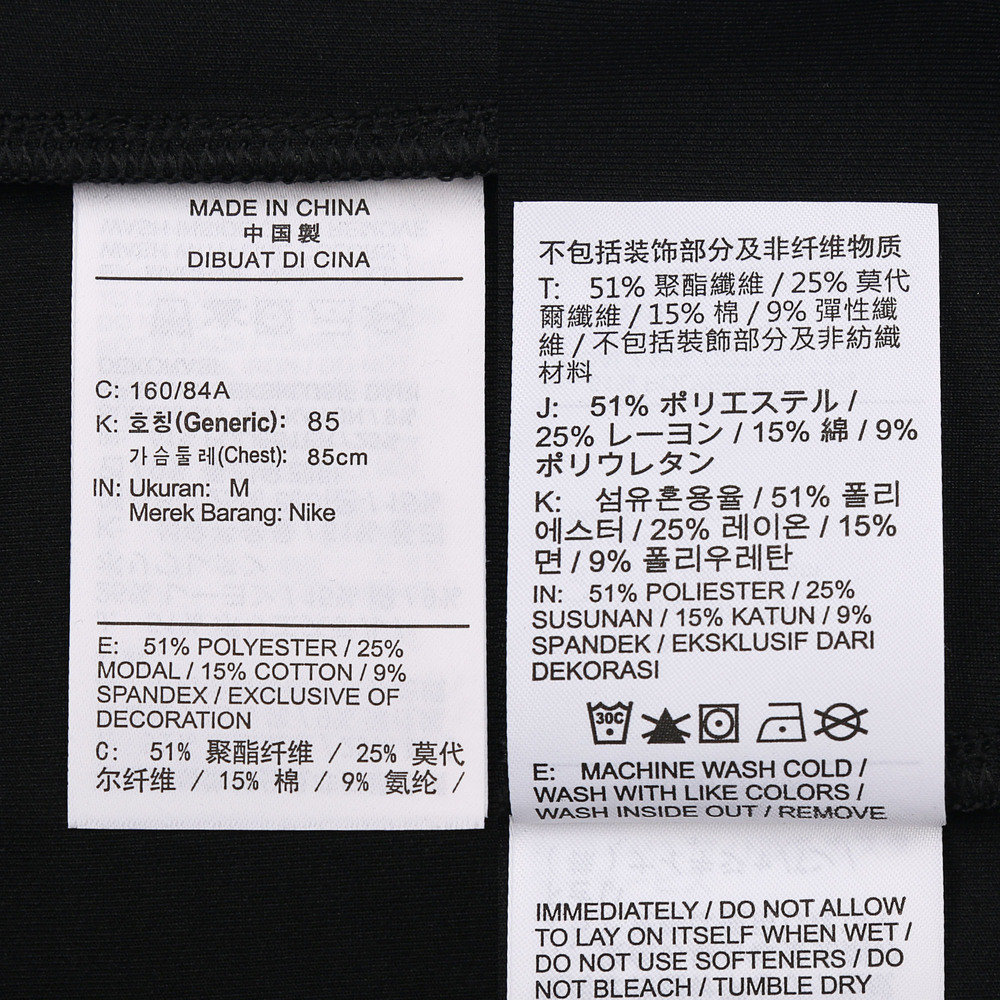 MADE IN CHINA
中国製
DIBUAT DI CINA
C: 160/84A
K: 호칭(Generic): 85
가슴둘레(Chest): 85cm
IN: Ukuran: M
Merek Barang: Nike
E: 51% POLYESTER / 25%
MODAL / 15% COTTON / 9%
SPANDEX / EXCLUSIVE OF
DECORATION
C: 51% 聚酯纤维 / 25% 莫代
尔纤维 / 15% 棉 / 9% 氨纶 /
不包括装饰部分及非纤维物质
T: 51% 聚酯纖維 / 25% 莫代
爾纖維 / 15% 棉 / 9% 彈性纖
維 / 不包括裝飾部分及非紡織
材料
J: 51% ポリエステル /
25% レーヨン / 15% 綿 / 9%
ポリウレタン
K: 섬유혼용율 / 51% 폴리
에스터 / 25% 레이온 / 15%
면 / 9% 폴리우레탄
IN: 51% POLIESTER / 25%
SUSUNAN / 15% KATUN / 9%
SPANDEK / EKSKLUSIF DARI
DEKORASI
30C
E: MACHINE WASH COLD /
WASH WITH LIKE COLORS /
WASH INSIDE OUT / REMOVE
IMMEDIATELY / DO NOT ALLOW
TO LAY ON ITSELF WHEN WET /
DO NOT USE SOFTENERS / DO
NOT BLEACH / TUMBLE DRY